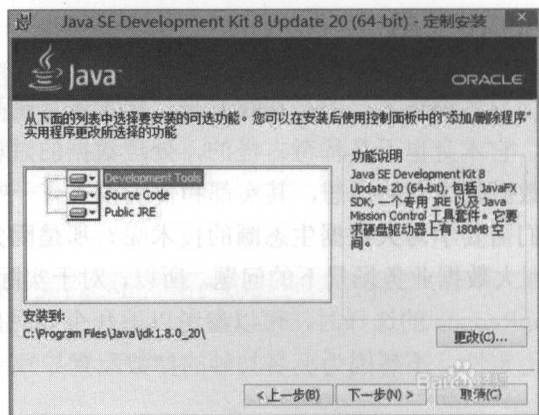 Java SE Development Kit 8 Update 20 (64-bit) - 定制安装
Java
ORACLE
从下面的列表中选择要安装的可选功能。您可以在安装后使用控制面板中的“添加/删除程序”
实用程序更改所选择的功能
Development Tools
Source Code
Public JRE
功能说明
Java SE Development Kit 8
Update 20 (64-bit), 包括 JavaFX
SDK, 一个专用 JRE 以及 Java
Mission Control 工具套件。它要
求硬盘驱动器上有 180MB 空
间。
安装到:
C:\Program Files\Java\jdk1.8.0_20\
更改(C)...
<上一步(B)
下一步(N) >
取消(C)